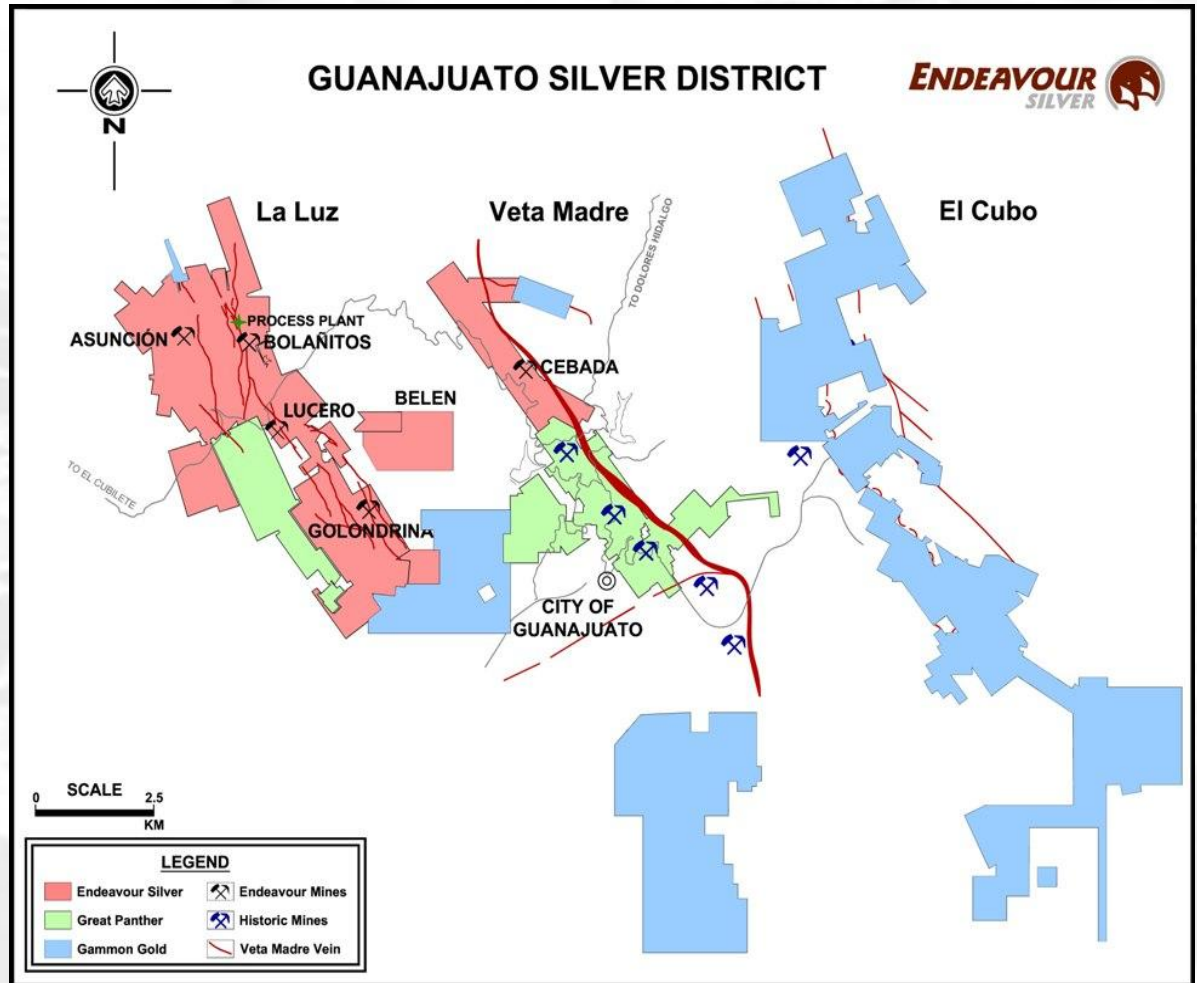 GUANAJUATO SILVER DISTRICT
ENDEAVOUR
SILVER
N
La Luz
Veta Madre
El Cubo
TO DOLORES HIDALGO
PROCESS PLANT
ASUNCIÓN
BOLAÑITOS
CEBADA
BELEN
LUCERO
TO EL CUBILETE
GOLONDRINA
CITY OF
GUANAJUATO
SCALE
0 2.5
KM
LEGEND
Endeavour Silver
Endeavour Mines
Great Panther
Historic Mines
Gammon Gold
Veta Madre Vein